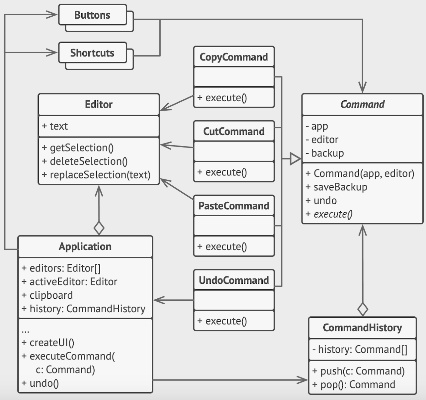 Buttons
Shortcuts
CopyCommand
+ execute()
Editor
+ text
+ getSelection()
+ deleteSelection()
+ replaceSelection(text)
CutCommand
+ execute()
Command
- app
- editor
- backup
+ Command(app, editor)
+ saveBackup
+ undo
+ execute()
PasteCommand
+ execute()
Application
+ editors: Editor[]
+ activeEditor: Editor
+ clipboard
+ history: CommandHistory
...
+ createUI()
+ executeCommand(
c: Command)
+ undo()
UndoCommand
+ execute()
CommandHistory
- history: Command[]
+ push(c: Command)
+ pop(): Command